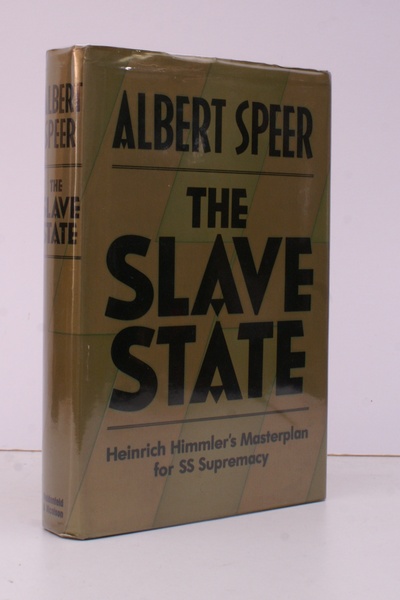 ALBERT SPEER
THE
SLAVE
STATE
Heinrich Himmler's Masterplan
for SS Supremacy
ALBERT
SPEER
THE
SLAVE
STATE